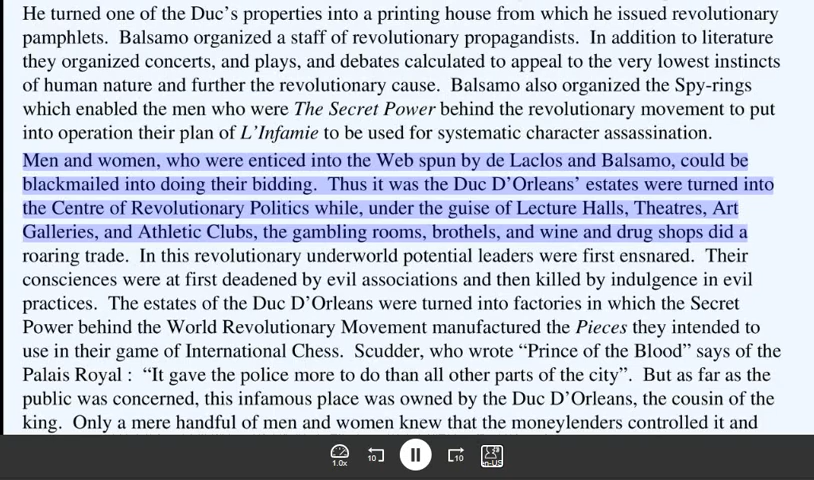 He turned one of the Duc’s properties into a printing house from which he issued revolutionary
pamphlets.  Balsamo organized a staff of revolutionary propagandists.  In addition to literature
they organized concerts, and plays, and debates calculated to appeal to the very lowest instincts
of human nature and further the revolutionary cause.  Balsamo also organized the Spy-rings
which enabled the men who were The Secret Power behind the revolutionary movement to put
into operation their plan of L’Infamie to be used for systematic character assassination.
Men and women, who were enticed into the Web spun by de Laclos and Balsamo, could be
blackmailed into doing their bidding.  Thus it was the Duc D’Orleans’ estates were turned into
the Centre of Revolutionary Politics while, under the guise of Lecture Halls, Theatres, Art
Galleries, and Athletic Clubs, the gambling rooms, brothels, and wine and drug shops did a
roaring trade.  In this revolutionary underworld potential leaders were first ensnared.  Their
consciences were at first deadened by evil associations and then killed by indulgence in evil
practices.  The estates of the Duc D’Orleans were turned into factories in which the Secret
Power behind the World Revolutionary Movement manufactured the Pieces they intended to
use in their game of International Chess.  Scudder, who wrote “Prince of the Blood” says of the
Palais Royal :  “It gave the police more to do than all other parts of the city”.  But as far as the
public was concerned, this infamous place was owned by the Duc D’Orleans, the cousin of the
king.  Only a mere handful of men and women knew that the moneylenders controlled it and
1.0x
10
10
en-US